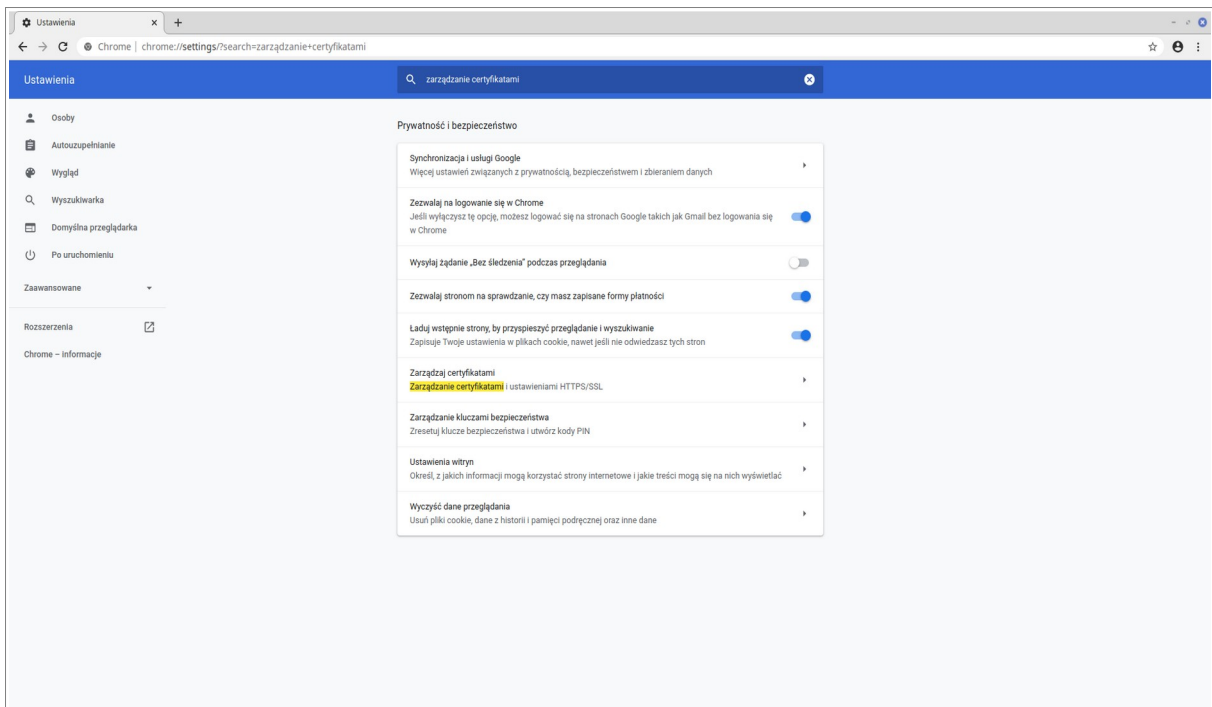 Ustawienia
Chrome | chrome://settings/?search=zarządzanie+certyfikatami
Ustawienia
zarządzanie certyfikatami
Osoby
Autouzupełnianie
Wygląd
Wyszukiwarka
Domyślna przeglądarka
Po uruchomieniu
Zaawansowane
Rozszerzenia
Chrome – informacje
Prywatność i bezpieczeństwo
Synchronizacja i usługi Google
Więcej ustawień związanych z prywatnością, bezpieczeństwem i zbieraniem danych
Zezwalaj na logowanie się w Chrome
Jeśli wyłączysz tę opcję, możesz logować się na stronach Google takich jak Gmail bez logowania się
w Chrome
Wysyłaj żądanie „Bez śledzenia” podczas przeglądania
Zezwalaj stronom na sprawdzanie, czy masz zapisane formy płatności
Ładuj wstępnie strony, by przyspieszyć przeglądanie i wyszukiwanie
Zapisuje Twoje ustawienia w plikach cookie, nawet jeśli nie odwiedzasz tych stron
Zarządzaj certyfikatami
Zarządzanie certyfikatami i ustawieniami HTTPS/SSL
Zarządzanie kluczami bezpieczeństwa
Zresetuj klucze bezpieczeństwa i utwórz kody PIN
Ustawienia witryn
Określ, z jakich informacji mogą korzystać strony internetowe i jakie treści mogą się na nich wyświetlać
Wyczyść dane przeglądania
Usuń pliki cookie, dane z historii i pamięci podręcznej oraz inne dane